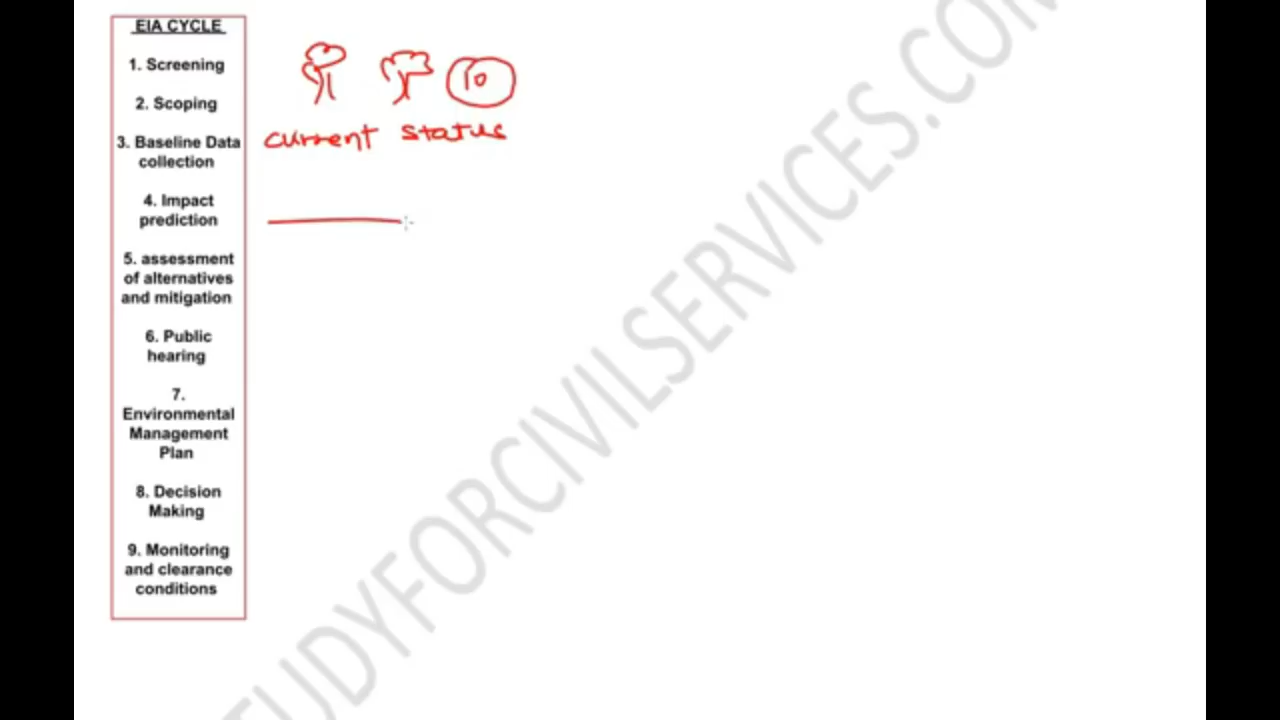 EIA CYCLE
1. Screening
2. Scoping
3. Baseline Data
collection
4. Impact
prediction
5. assessment
of alternatives
and mitigation
6. Public
hearing
7.
Environmental
Management
Plan
8. Decision
Making
9. Monitoring
and clearance
conditions
10
current status
STUDYFORCIVILSERVICES.COM